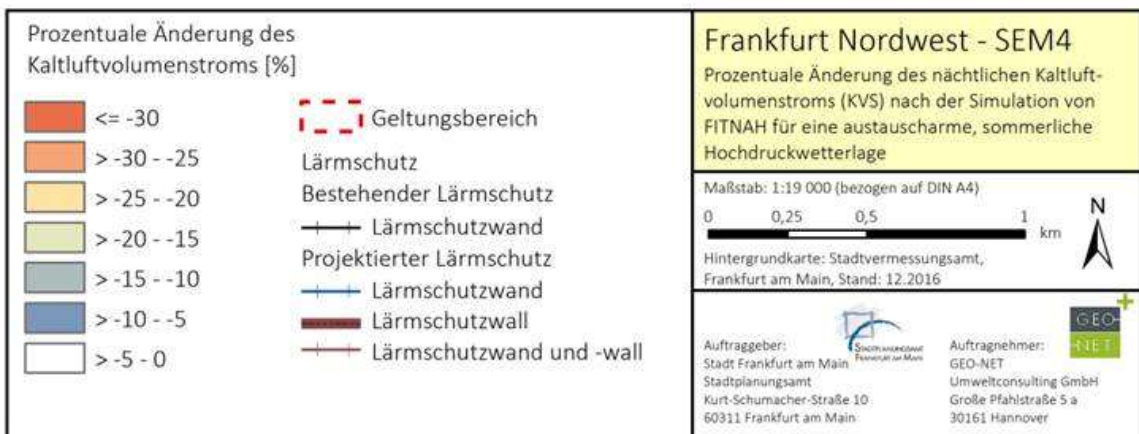 Prozentuale Änderung des
Kaltluftvolumenstroms [%]
<= -30
> -30 - -25
> -25 - -20
> -20 - -15
> -15 - -10
> -10 - -5
> -5 - 0
Geltungsbereich
Lärmschutz
Bestehender Lärmschutz
Lärmschutzwand
Projektierter Lärmschutz
Lärmschutzwand
Lärmschutzwall
Lärmschutzwand und -wall
Frankfurt Nordwest - SEM4
Prozentuale Änderung des nächtlichen Kaltluft-
volumenstroms (KVS) nach der Simulation von
FITNAH für eine austauscharme, sommerliche
Hochdruckwetterlage
Maßstab: 1:19 000 (bezogen auf DIN A4)
0 0,25 0,5 1
km
N
Hintergrundkarte: Stadtvermessungsamt,
Frankfurt am Main, Stand: 12.2016
Auftraggeber:
Stadt Frankfurt am Main
Stadtplanungsamt
Kurt-Schumacher-Straße 10
60311 Frankfurt am Main
STADTPLANUNGSAMT
FRANKFURT AM MAIN
Auftragnehmer:
GEO-NET
Umweltconsulting GmbH
Große Pfahlstraße 5 a
30161 Hannover
GEO-
NET